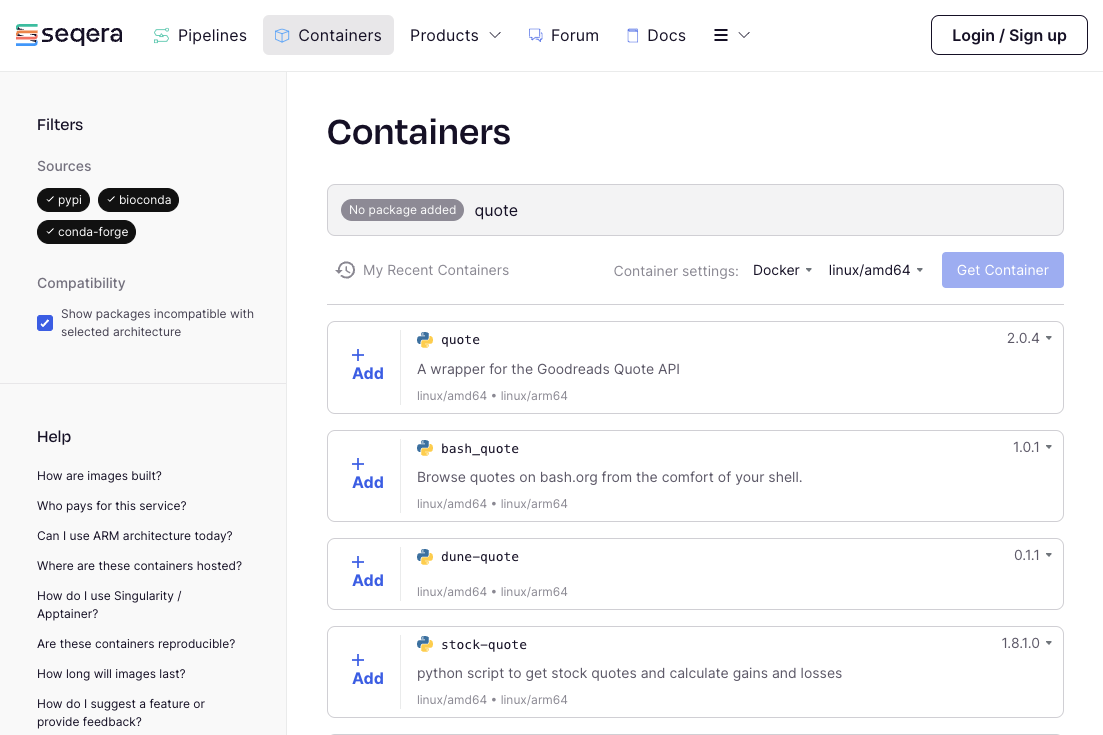 seqera
Pipelines
Containers
Products
Forum
Docs
Login / Sign up
Filters
Sources
pypi
bioconda
conda-forge
Compatibility
Show packages incompatible with
selected architecture
Help
How are images built?
Who pays for this service?
Can I use ARM architecture today?
Where are these containers hosted?
How do I use Singularity /
Apptainer?
Are these containers reproducible?
How long will images last?
How do I suggest a feature or
provide feedback?
Containers
No package added quote
My Recent Containers
Container settings: Docker linux/amd64
Get Container
+
Add
quote
2.0.4
A wrapper for the Goodreads Quote API
linux/amd64 • linux/arm64
+
Add
bash_quote
1.0.1
Browse quotes on bash.org from the comfort of your shell.
linux/amd64 • linux/arm64
+
Add
dune-quote
0.1.1
linux/amd64 • linux/arm64
+
Add
stock-quote
1.8.1.0
python script to get stock quotes and calculate gains and losses
linux/amd64 • linux/arm64